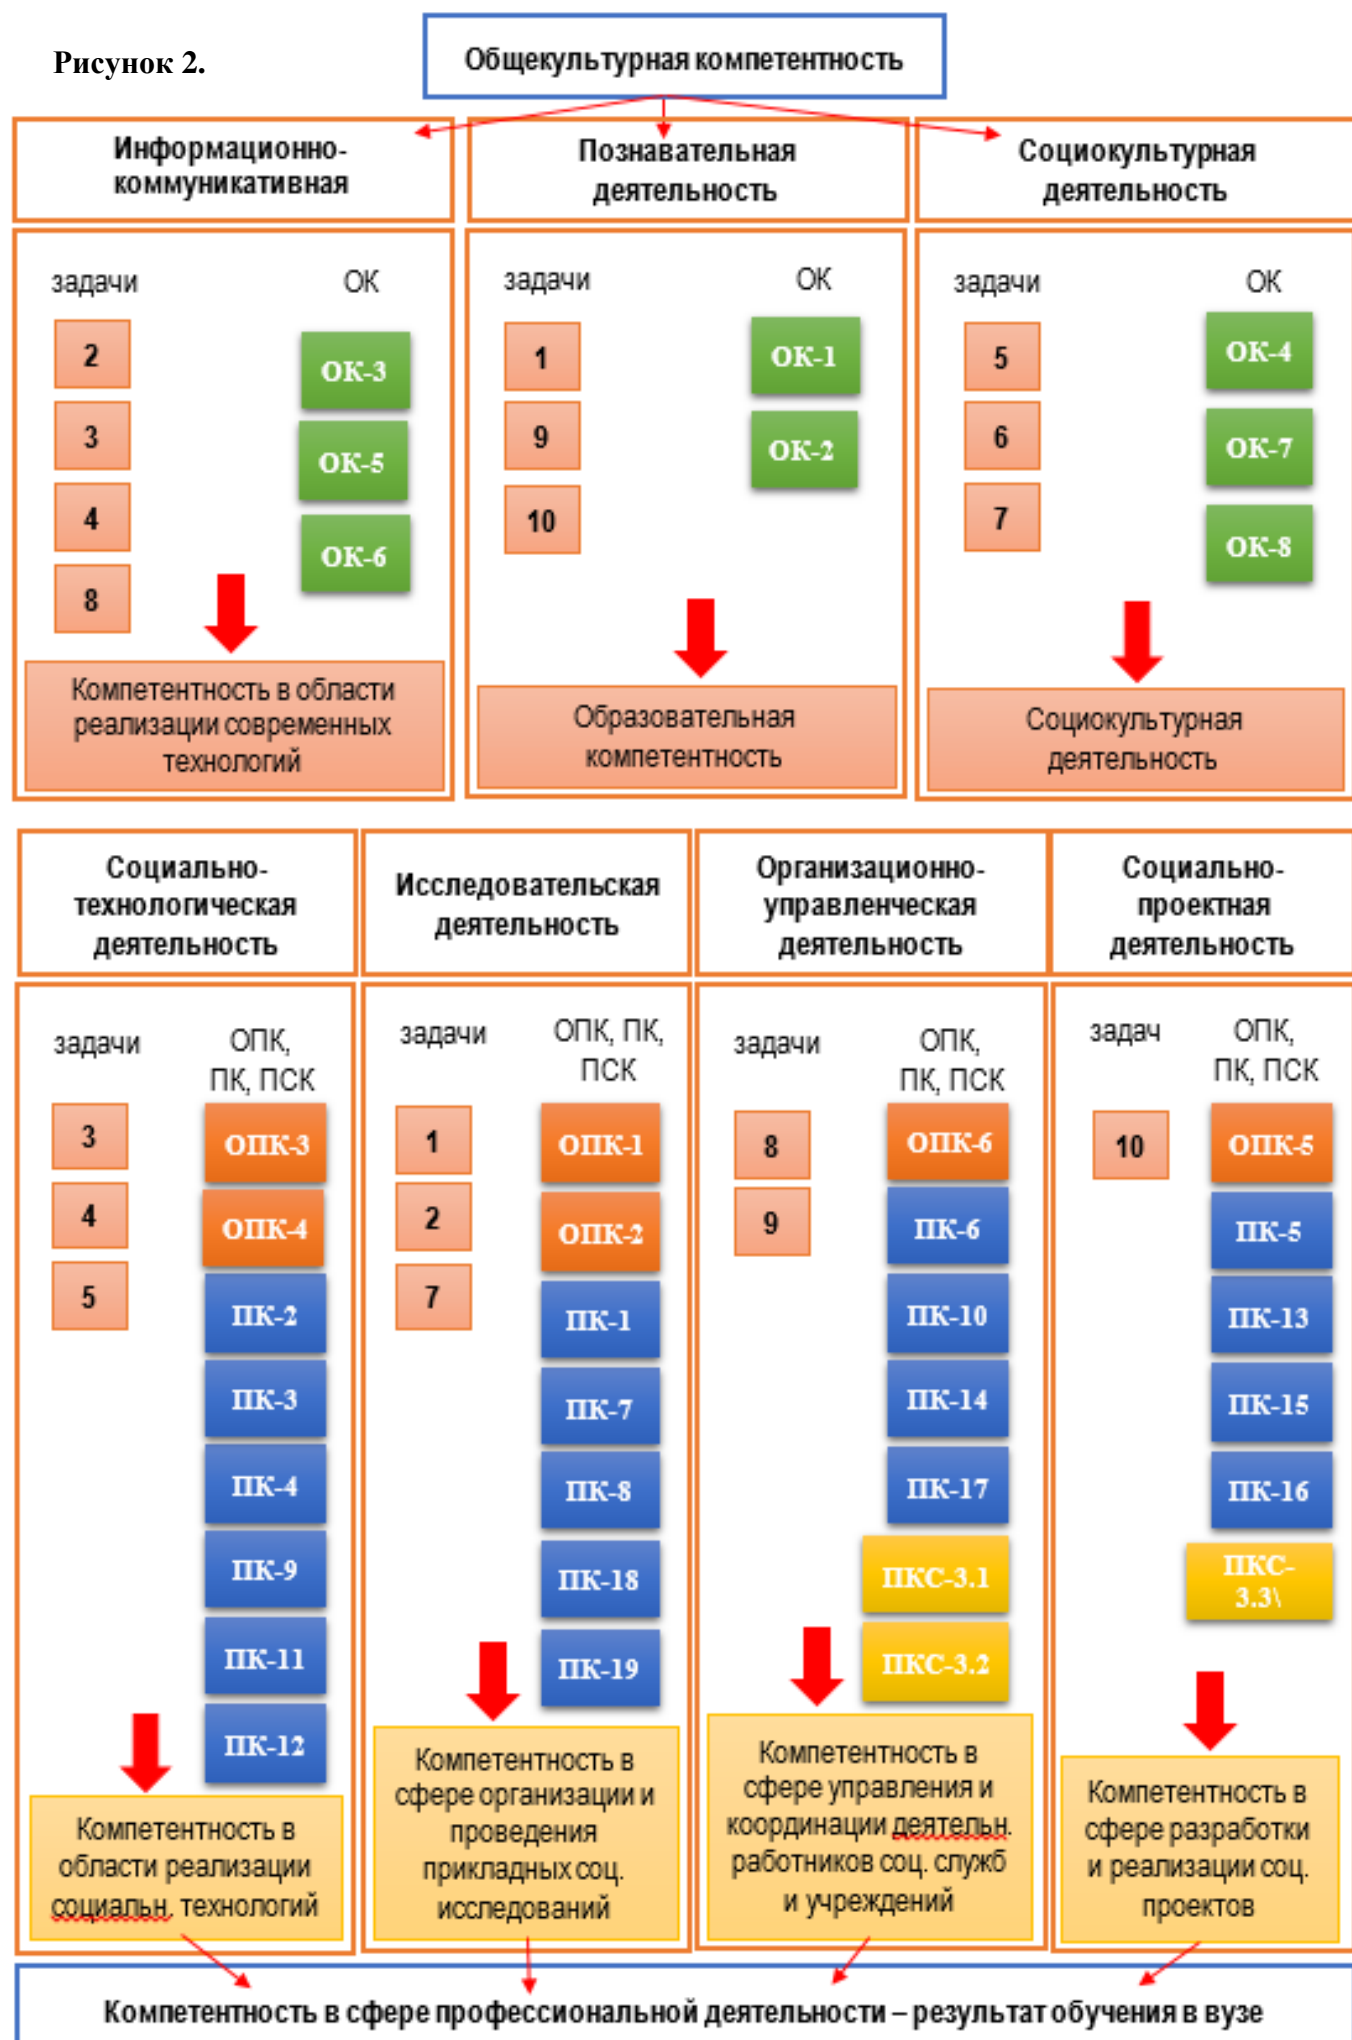 Рисунок 2.
Общекультурная компетентность
Информационно-
коммуникативная
задачи
ОК
2
3
4
8
ОК-3
ОК-5
ОК-6
Компетентность в области
реализации современных
технологий
Познавательная
деятельность
задачи
ОК
1
9
10
ОК-1
ОК-2
Образовательная
компетентность
Социокультурная
деятельность
задачи
ОК
5
6
7
ОК-4
ОК-7
ОК-8
Социокультурная
деятельность
Социально-
технологическая
деятельность
задачи
ОПК,
ПК, ПСК
3
4
5
ОПК-3
ОПК-4
ПК-2
ПК-3
ПК-4
ПК-9
ПК-11
ПК-12
Компетентность в
области реализации
социальн. технологий
Исследовательская
деятельность
задачи
ОПК, ПК,
ПСК
1
2
7
ОПК-1
ОПК-2
ПК-1
ПК-7
ПК-8
ПК-18
ПК-19
Компетентность в
сфере организации и
проведения
прикладных соц.
исследований
Организационно-
управленческая
деятельность
задачи
ОПК,
ПК, ПСК
8
9
ОПК-6
ПК-6
ПК-10
ПК-14
ПК-17
ПКС-3.1
ПКС-3.2
Компетентность в
сфере управления и
координации деятельн.
работников соц. служб
и учреждений
Социально-
проектная
деятельность
задач
ОПК,
ПК, ПСК
10
ОПК-5
ПК-5
ПК-13
ПК-15
ПК-16
ПКС-
3.3\
Компетентность в
сфере разработки
и реализации соц.
проектов
Компетентность в сфере профессиональной деятельности – результат обучения в вузе